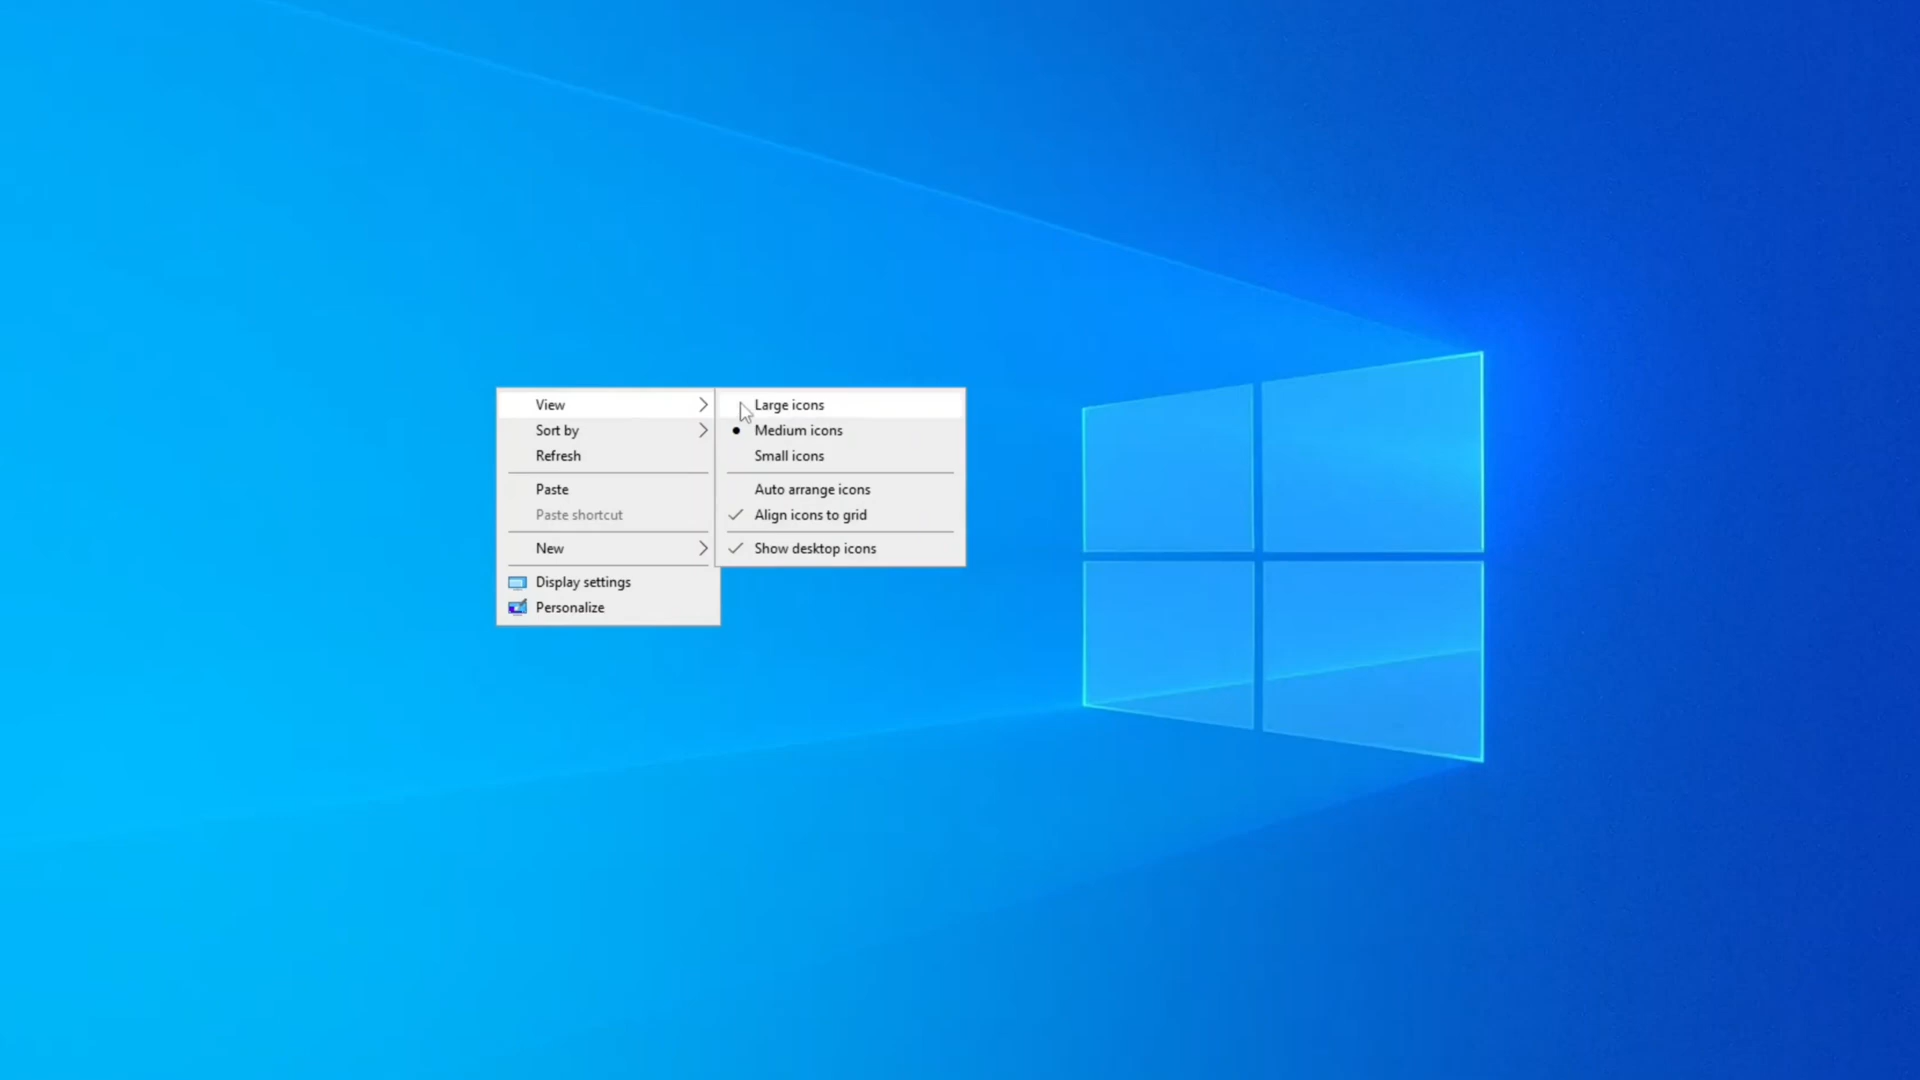 View
Sort by
Refresh
Paste
Paste shortcut
New
Display settings
Personalize
Large icons
Medium icons
Small icons
Auto arrange icons
Align icons to grid
Show desktop icons